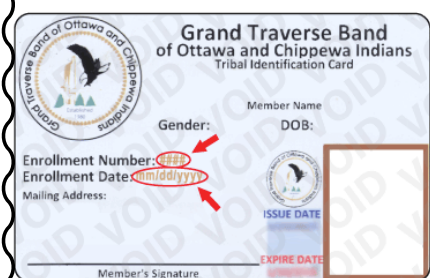 Grand Traverse Band of Ottawa and Chippewa Indians
Established
Grand Traverse Band
of Ottawa and Chippewa Indians
Tribal Identification Card
Member Name
Gender: DOB:
Enrollment Number: ####
Enrollment Date: mm/dd/yyyy
Mailing Address:
ISSUE DATE
EXPIRE DATE
Member's Signature
VOID VOID VOID VOID